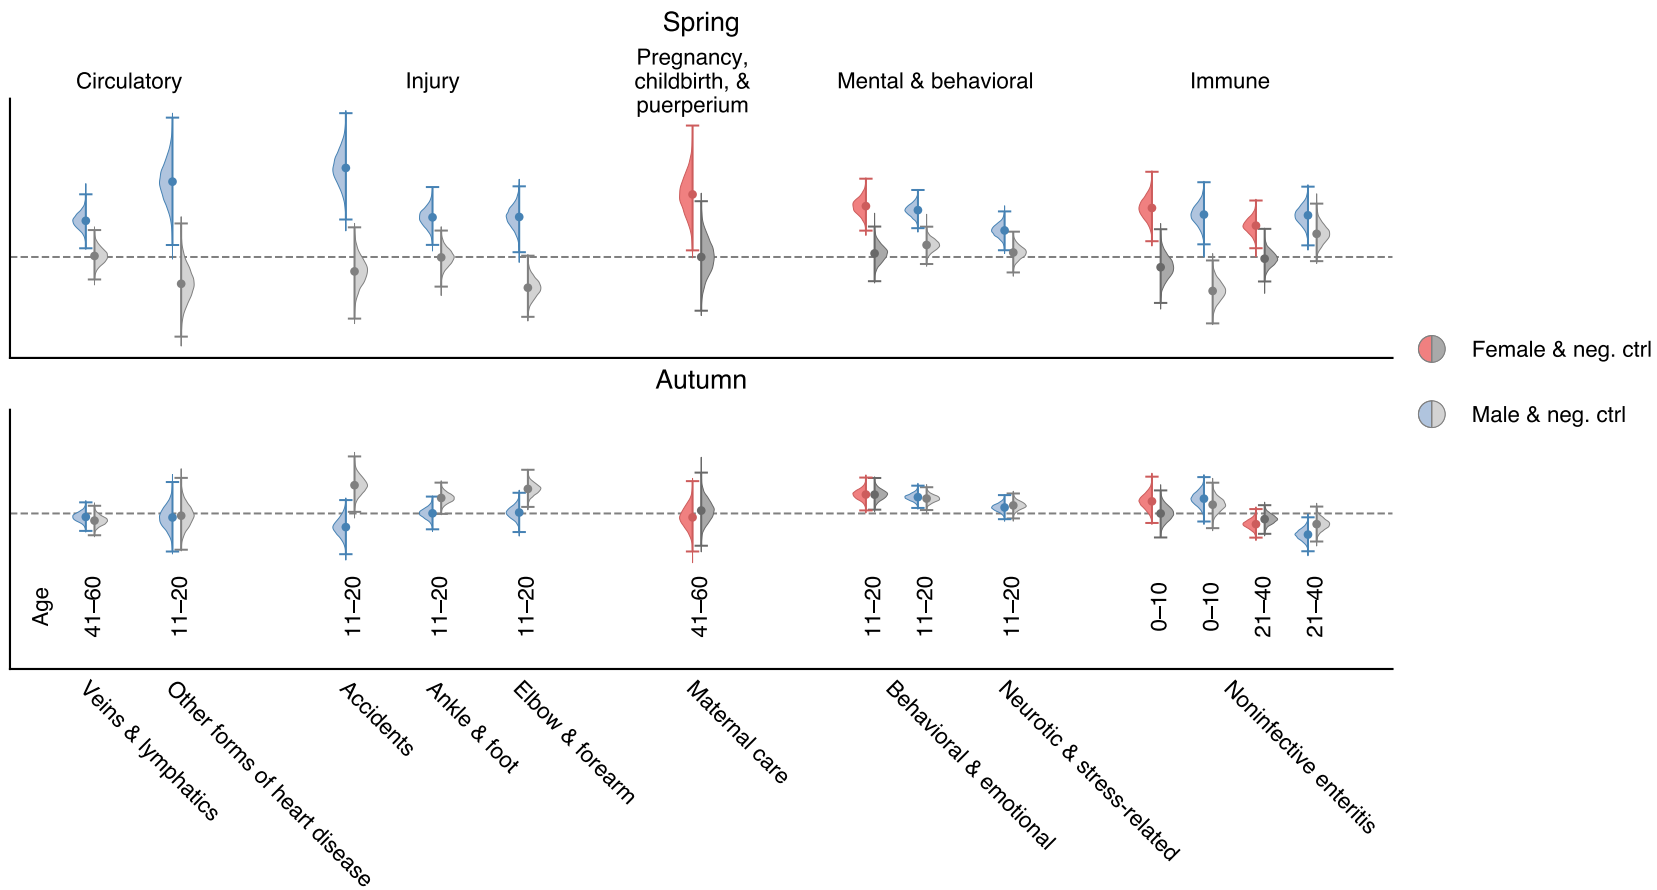 Spring
Circulatory
Injury
Pregnancy,
childbirth, &
puerperium
Mental & behavioral
Immune
Female & neg. ctrl
Male & neg. ctrl
Autumn
Age
41–60
11–20
11–20
11–20
11–20
41–60
11–20
11–20
11–20
0–10
0–10
21–40
21–40
Veins & lymphatics
Other forms of heart disease
Accidents
Ankle & foot
Elbow & forearm
Maternal care
Behavioral & emotional
Neurotic & stress-related
Noninfective enteritis